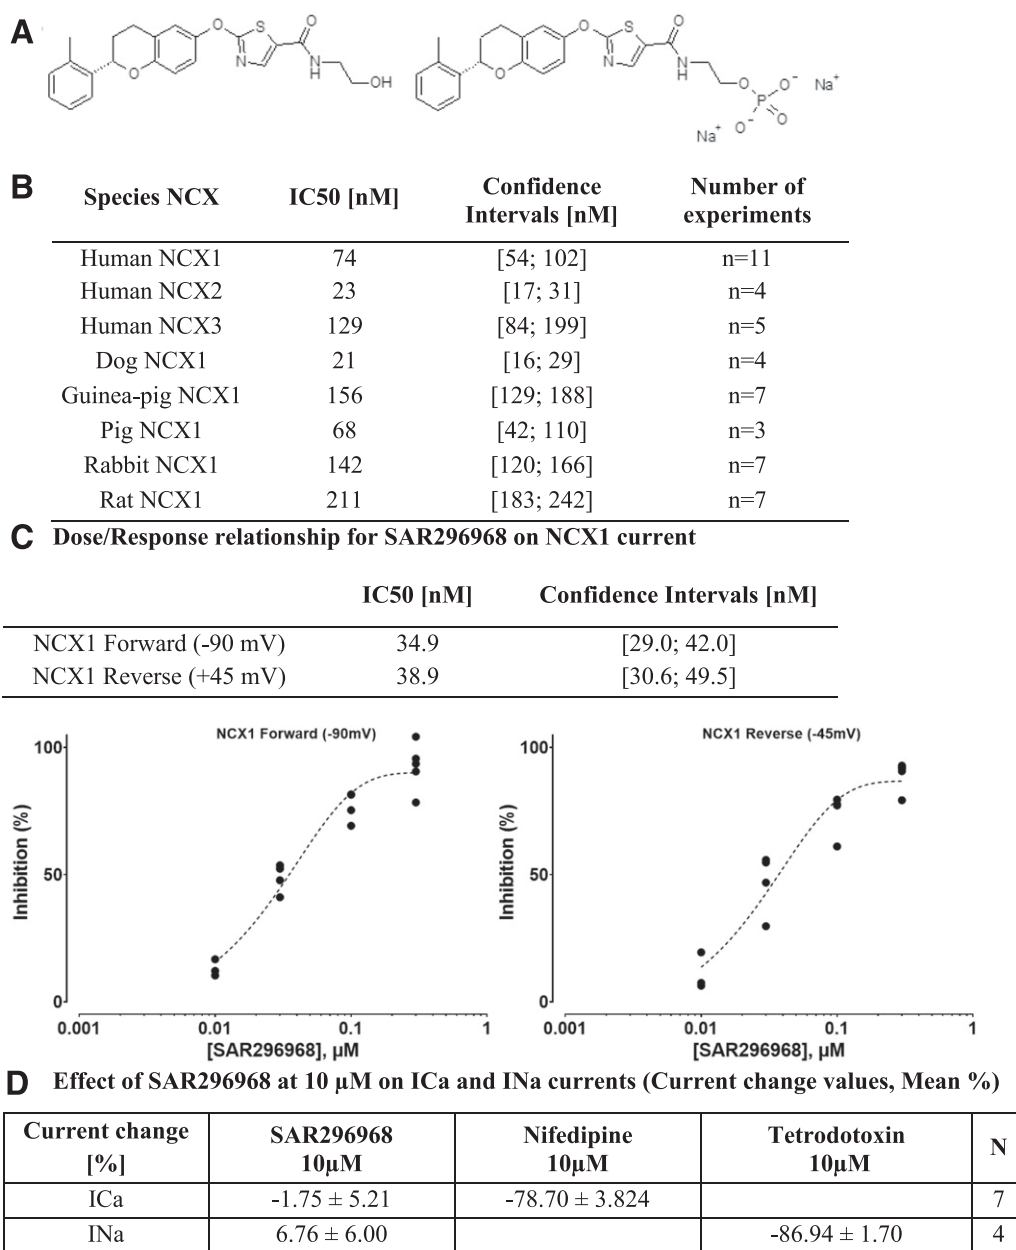 A
O
S
O
N
N
H
OH
O
O
S
O
N
N
H
O
O
P
O⁻
Na⁺
O⁻
O
Na⁺
B
Species NCX IC50 [nM] Confidence Intervals [nM] Number of experiments
Human NCX1 74 [54; 102] n=11
Human NCX2 23 [17; 31] n=4
Human NCX3 129 [84; 199] n=5
Dog NCX1 21 [16; 29] n=4
Guinea-pig NCX1 156 [129; 188] n=7
Pig NCX1 68 [42; 110] n=3
Rabbit NCX1 142 [120; 166] n=7
Rat NCX1 211 [183; 242] n=7
C Dose/Response relationship for SAR296968 on NCX1 current
IC50 [nM] Confidence Intervals [nM]
NCX1 Forward (-90 mV) 34.9 [29.0; 42.0]
NCX1 Reverse (+45 mV) 38.9 [30.6; 49.5]
NCX1 Forward (-90mV)
Inhibition (%)
100
50
0
0.001 0.01 0.1 1
[SAR296968], µM
NCX1 Reverse (-45mV)
Inhibition (%)
100
50
0
0.001 0.01 0.1 1
[SAR296968], µM
D Effect of SAR296968 at 10 µM on ICa and INa currents (Current change values, Mean %)
Current change [%] SAR296968 10µM Nifedipine 10µM Tetrodotoxin 10µM N
ICa -1.75 ± 5.21 -78.70 ± 3.824 7
INa 6.76 ± 6.00 -86.94 ± 1.70 4